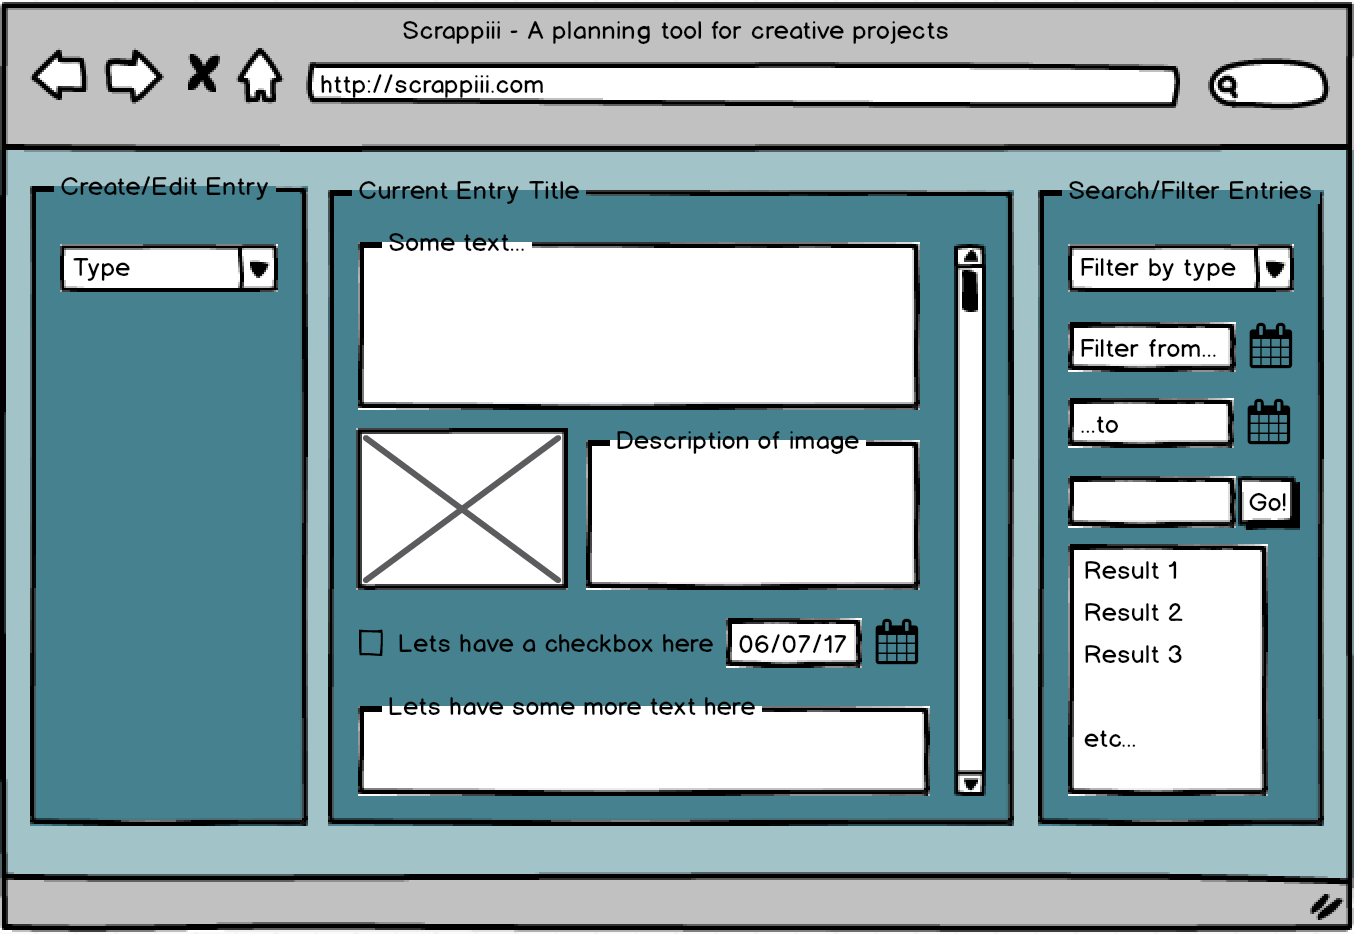 Scrappiii - A planning tool for creative projects
http://scrappiii.com
Create/Edit Entry
Type
Current Entry Title
Some text...
Description of image
Lets have a checkbox here
06/07/17
Lets have some more text here
Search/Filter Entries
Filter by type
Filter from...
...to
Go!
Result 1
Result 2
Result 3
etc...